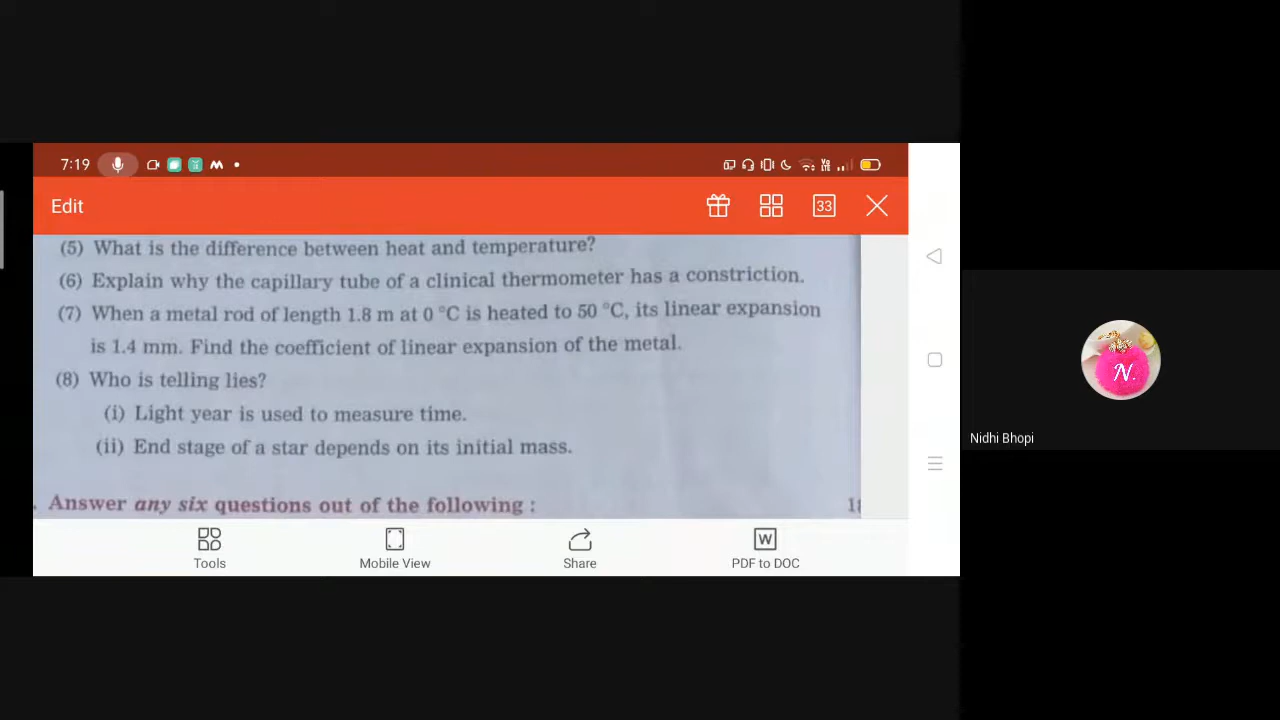 7:19
Edit
33
(5) What is the difference between heat and temperature?
(6) Explain why the capillary tube of a clinical thermometer has a constriction.
(7) When a metal rod of length 1.8 m at 0 °C is heated to 50 °C, its linear expansion
is 1.4 mm. Find the coefficient of linear expansion of the metal.
(8) Who is telling lies?
(i) Light year is used to measure time.
(ii) End stage of a star depends on its initial mass.
Answer any six questions out of the following :
Tools
Mobile View
Share
W
PDF to DOC
N.
Nidhi Bhopi